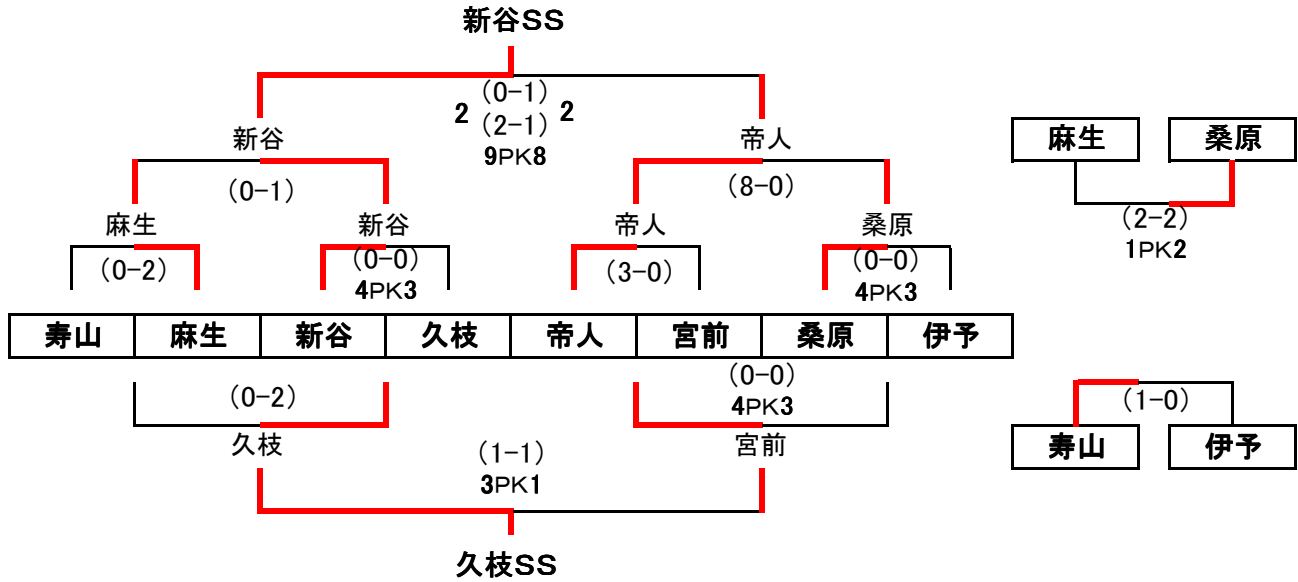 新谷SS
(0-1)
2 2
(2-1)
9PK8
新谷 帝人
麻生 桑原
(0-1) (8-0)
(2-2)
1PK2
麻生 新谷 帝人 桑原
(0-2) (0-0) (3-0) (0-0)
4PK3 4PK3
寿山 麻生 新谷 久枝 帝人 宮前 桑原 伊予
(0-2) (0-0)
4PK3
(1-0)
久枝 宮前
寿山 伊予
(1-1)
3PK1
久枝SS